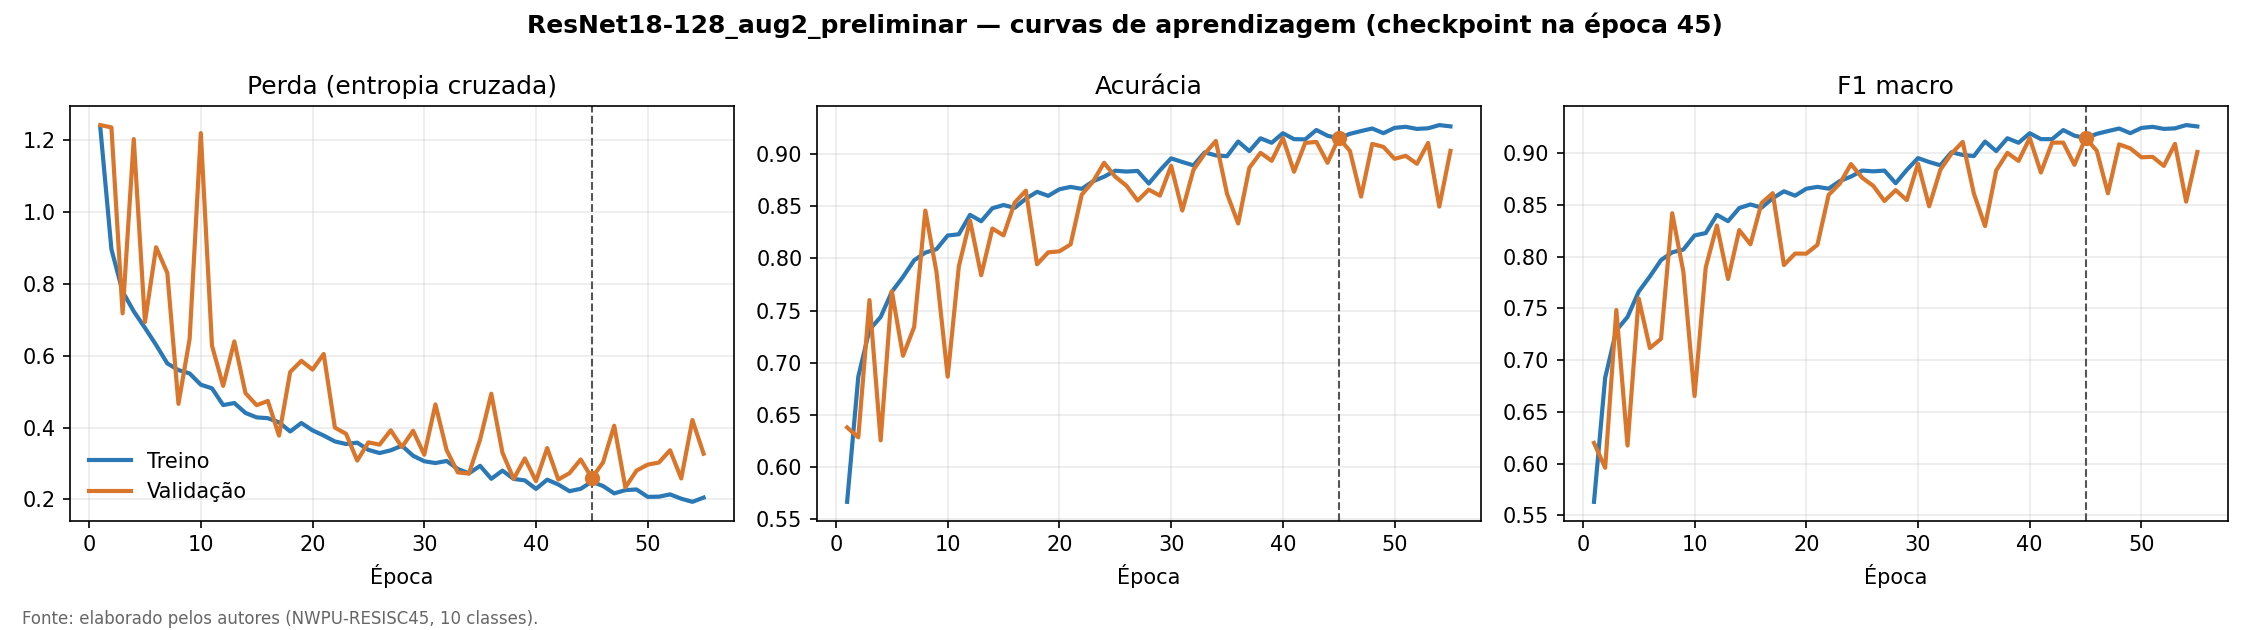 ResNet18-128_aug2_preliminar — curvas de aprendizagem (checkpoint na época 45)
Perda (entropia cruzada)
1.2
1.0
0.8
0.6
0.4
0.2
Treino
Validação
0 10 20 30 40 50
Época
Acurácia
0.90
0.85
0.80
0.75
0.70
0.65
0.60
0.55
0 10 20 30 40 50
Época
F1 macro
0.90
0.85
0.80
0.75
0.70
0.65
0.60
0.55
0 10 20 30 40 50
Época
Fonte: elaborado pelos autores (NWPU-RESISC45, 10 classes).